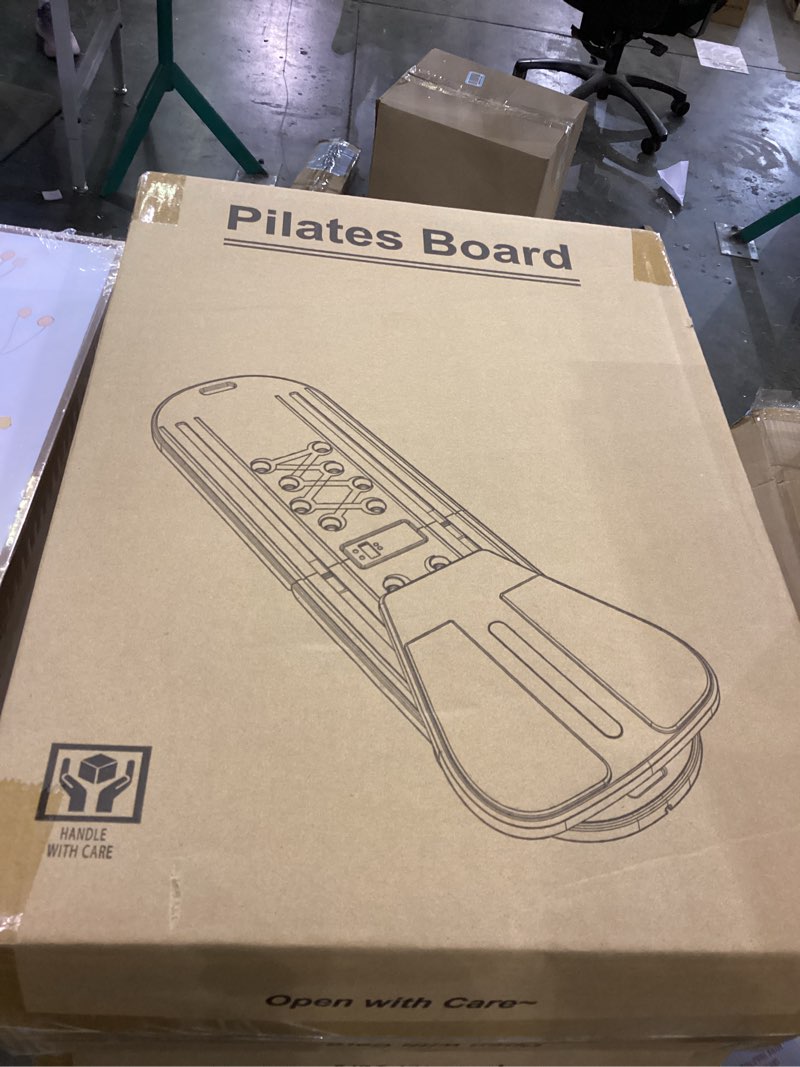 Pilates Board
HANDLE
WITH CARE
Open with Care~